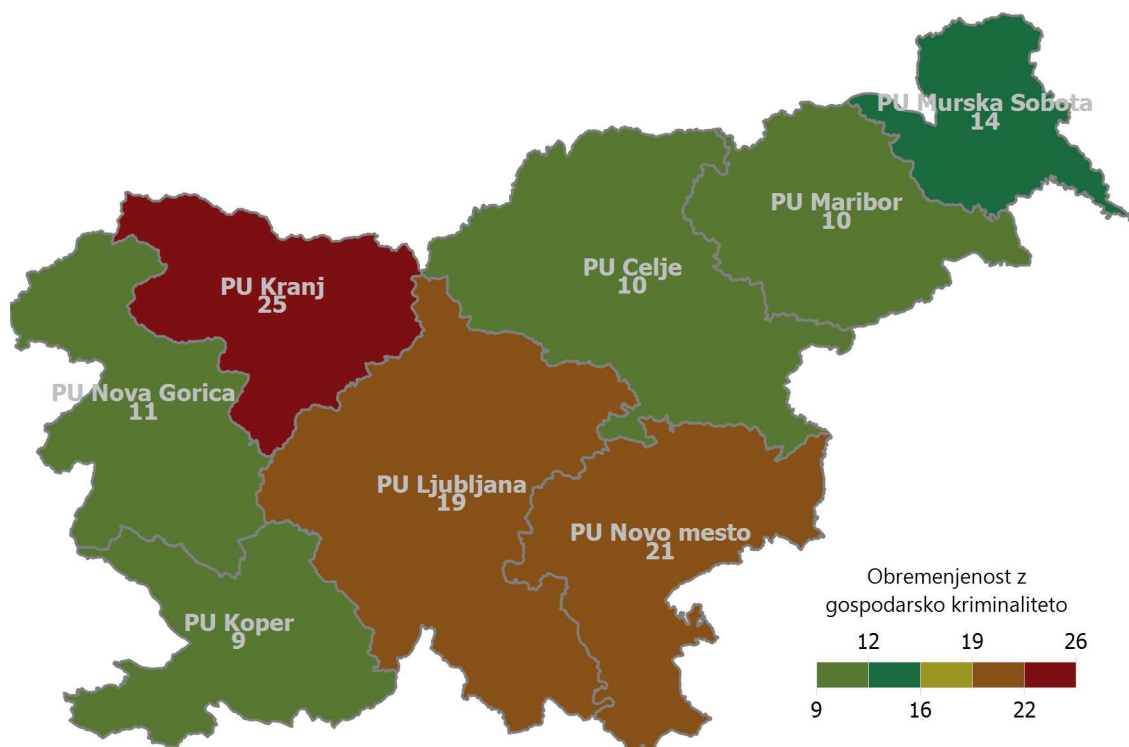 PU Murska Sobota
14
PU Maribor
10
PU Celje
10
PU Kranj
25
PU Nova Gorica
11
PU Ljubljana
19
PU Novo mesto
21
PU Koper
9
Obremenjenost z
gospodarsko kriminaliteto
12 19 26
9 16 22